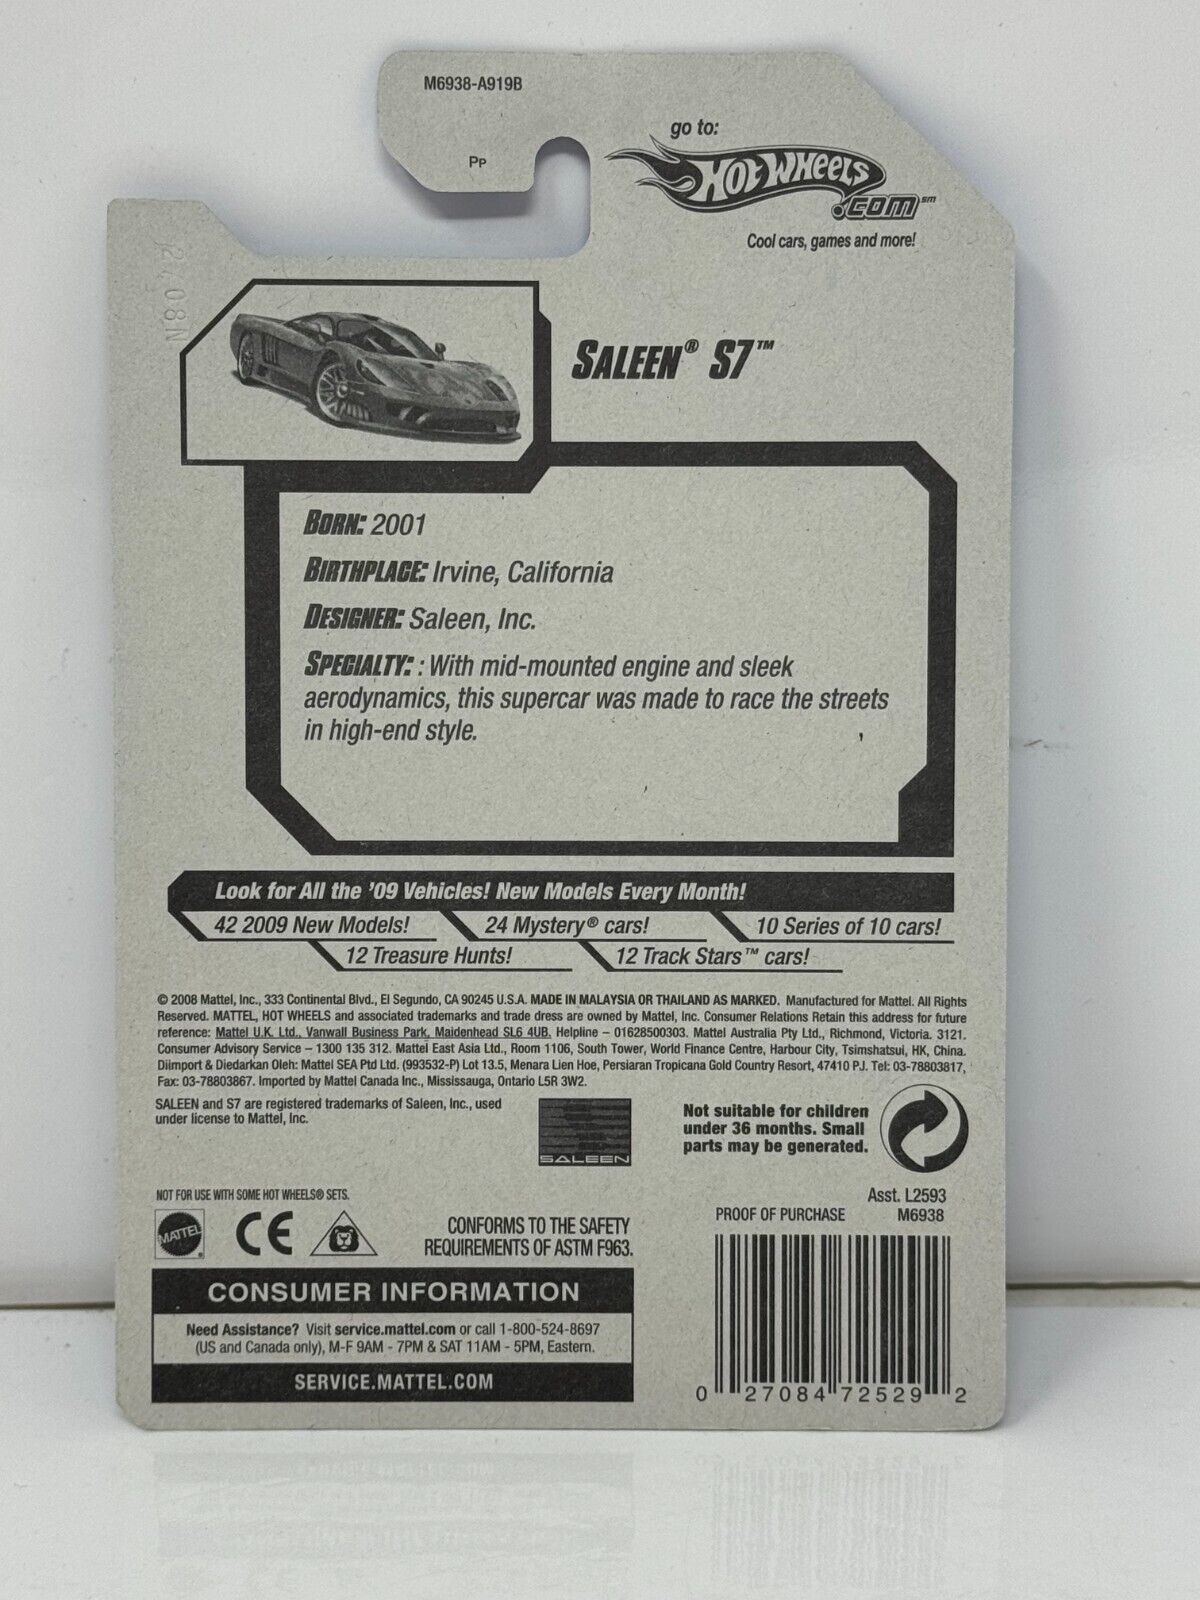 M6938-A919B
PP
go to:
HOT WHEELS
.COM℠
Cool cars, games and more!
SALEEN® S7™
BORN: 2001
BIRTHPLACE: Irvine, California
DESIGNER: Saleen, Inc.
SPECIALTY: : With mid-mounted engine and sleek
aerodynamics, this supercar was made to race the streets
in high-end style.
Look for All the '09 Vehicles! New Models Every Month!
42 2009 New Models!
24 Mystery® cars!
10 Series of 10 cars!
12 Treasure Hunts!
12 Track Stars™ cars!
© 2008 Mattel, Inc., 333 Continental Blvd., El Segundo, CA 90245 U.S.A. MADE IN MALAYSIA OR THAILAND AS MARKED. Manufactured for Mattel. All Rights
Reserved. MATTEL, HOT WHEELS and associated trademarks and trade dress are owned by Mattel, Inc. Consumer Relations Retain this address for future
reference: Mattel U.K. Ltd., Vanwall Business Park, Maidenhead SL6 4UB. Helpline – 01628500303. Mattel Australia Pty Ltd., Richmond, Victoria. 3121.
Consumer Advisory Service – 1300 135 312. Mattel East Asia Ltd., Room 1106, South Tower, World Finance Centre, Harbour City, Tsimshatsui, HK, China.
Diimport & Diedarkan Oleh: Mattel SEA Ptd Ltd. (993532-P) Lot 13.5, Menara Lien Hoe, Persiaran Tropicana Gold Country Resort, 47410 PJ. Tel: 03-78803817,
Fax: 03-78803867. Imported by Mattel Canada Inc., Mississauga, Ontario L5R 3W2.
SALEEN and S7 are registered trademarks of Saleen, Inc., used
under license to Mattel, Inc.
SALEEN
Not suitable for children
under 36 months. Small
parts may be generated.
NOT FOR USE WITH SOME HOT WHEELS® SETS.
MATTEL®
CE
CONFORMS TO THE SAFETY
REQUIREMENTS OF ASTM F963.
Asst. L2593
PROOF OF PURCHASE
M6938
CONSUMER INFORMATION
Need Assistance? Visit service.mattel.com or call 1-800-524-8697
(US and Canada only), M-F 9AM - 7PM & SAT 11AM - 5PM, Eastern.
SERVICE.MATTEL.COM
0 27084 72529 2